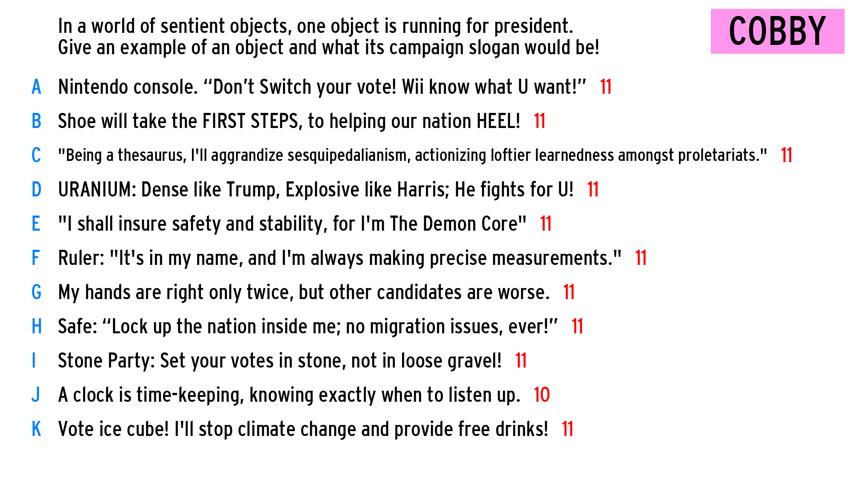 In a world of sentient objects, one object is running for president.
Give an example of an object and what its campaign slogan would be!
COBBY
A Nintendo console. “Don’t Switch your vote! Wii know what U want!” 11
B Shoe will take the FIRST STEPS, to helping our nation HEEL! 11
C "Being a thesaurus, I'll aggrandize sesquipedalianism, actionizing loftier learnedness amongst proletariats." 11
D URANIUM: Dense like Trump, Explosive like Harris; He fights for U! 11
E "I shall insure safety and stability, for I'm The Demon Core" 11
F Ruler: "It's in my name, and I'm always making precise measurements." 11
G My hands are right only twice, but other candidates are worse. 11
H Safe: “Lock up the nation inside me; no migration issues, ever!” 11
I Stone Party: Set your votes in stone, not in loose gravel! 11
J A clock is time-keeping, knowing exactly when to listen up. 10
K Vote ice cube! I'll stop climate change and provide free drinks! 11